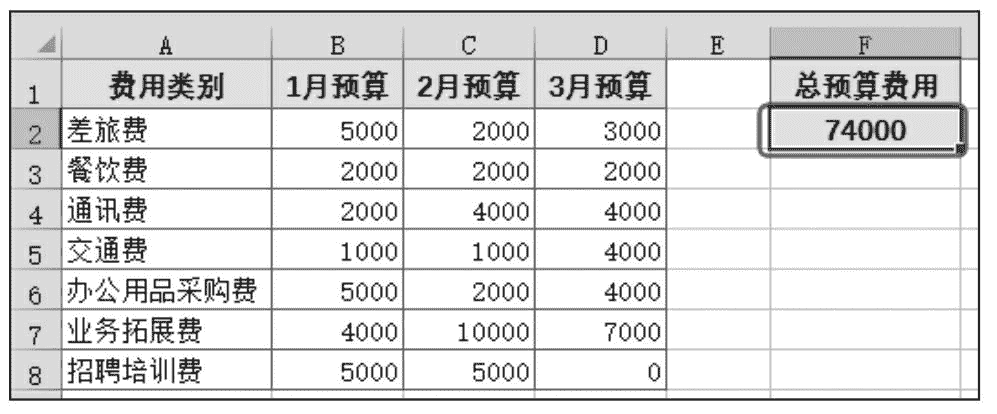 A B C D E F
1 费用类别 1月预算 2月预算 3月预算 总预算费用
2 差旅费 5000 2000 3000 74000
3 餐饮费 2000 2000 2000
4 通讯费 2000 4000 4000
5 交通费 1000 1000 4000
6 办公用品采购费 5000 2000 4000
7 业务拓展费 4000 10000 7000
8 招聘培训费 5000 5000 0